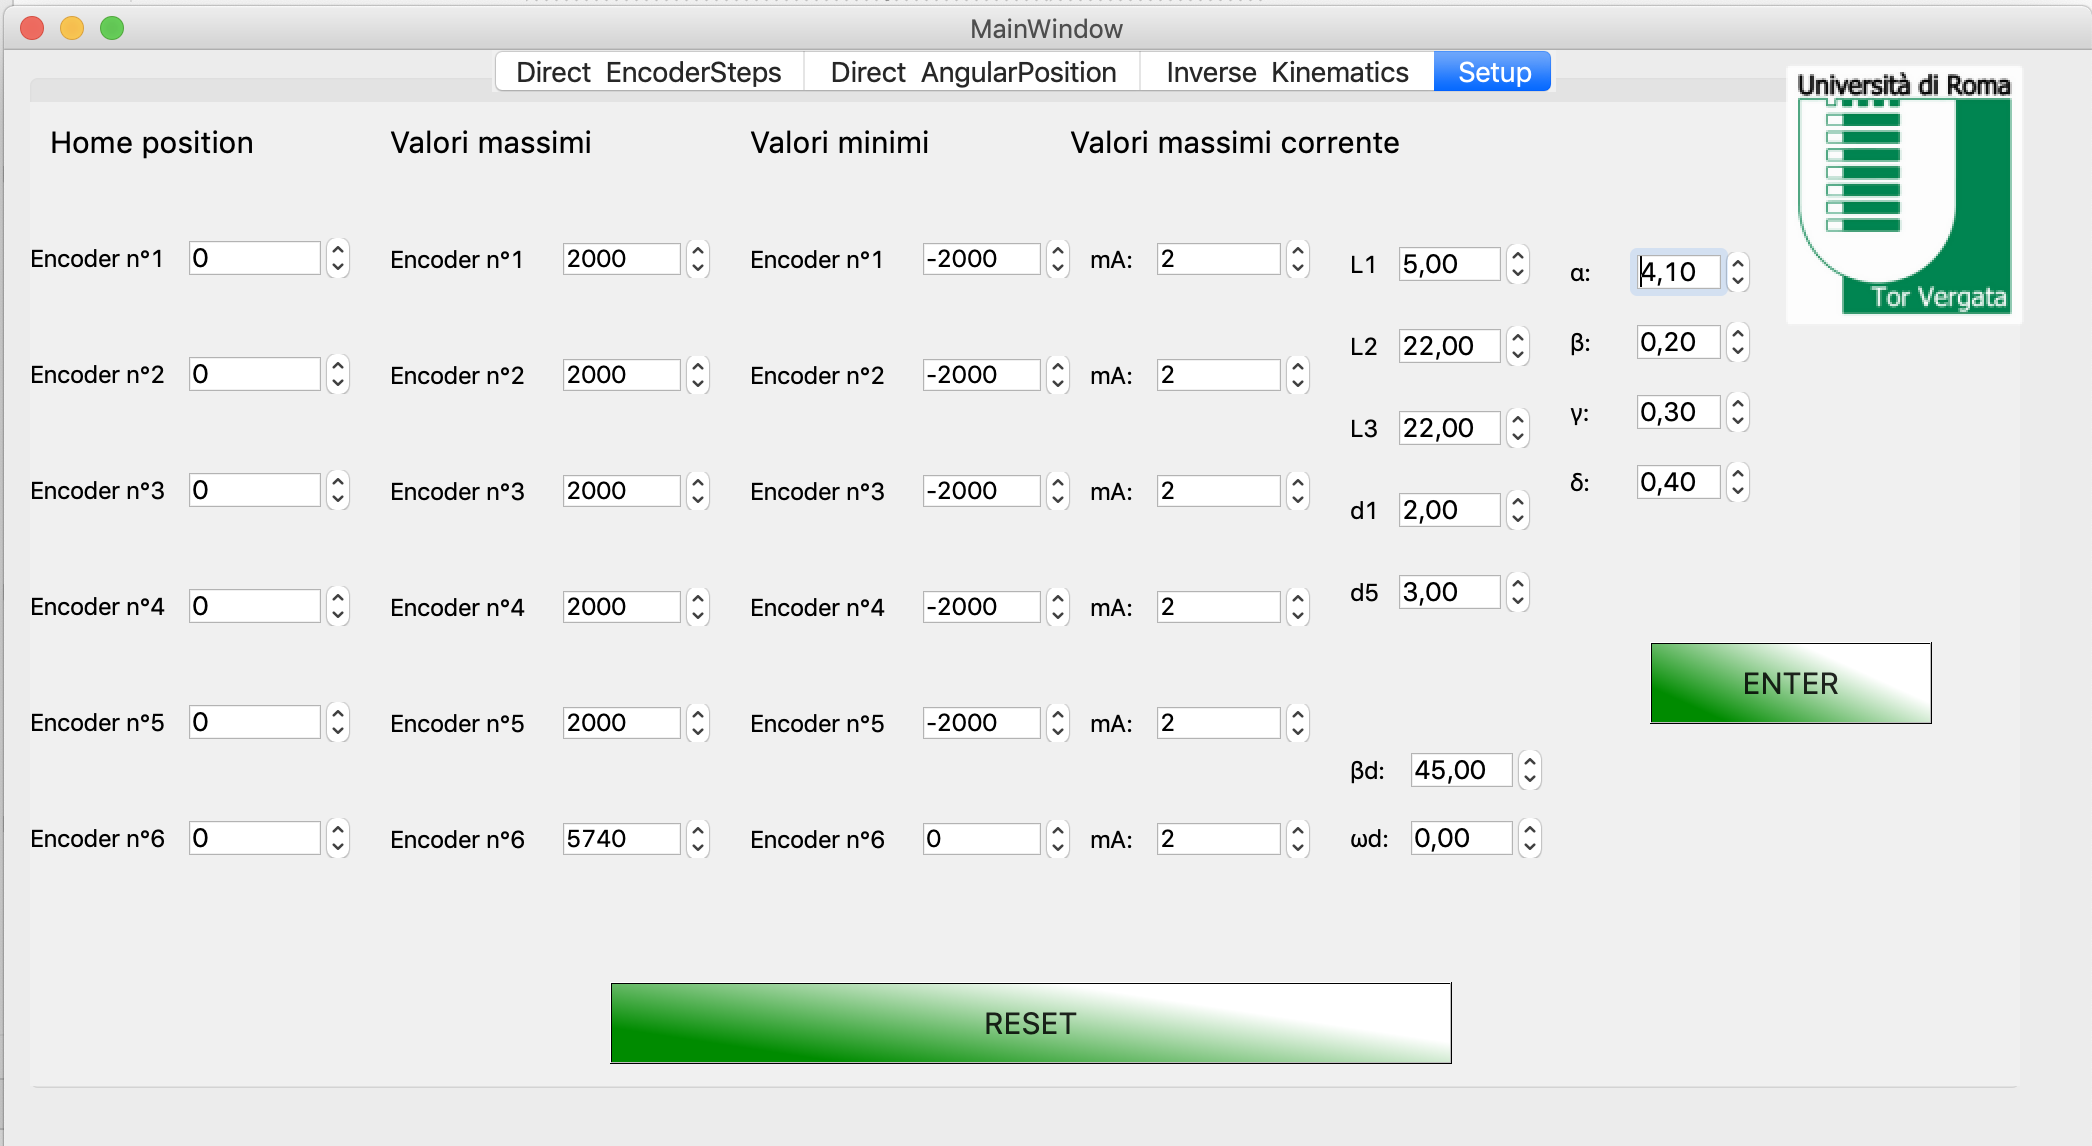 MainWindow
Direct EncoderSteps Direct AngularPosition Inverse Kinematics Setup
Università di Roma
Tor Vergata
Home position Valori massimi Valori minimi Valori massimi corrente
Encoder n°1 0 Encoder n°1 2000 Encoder n°1 -2000 mA: 2 L1 5,00 α: 4,10
L2 22,00 β: 0,20
Encoder n°2 0 Encoder n°2 2000 Encoder n°2 -2000 mA: 2
L3 22,00 γ: 0,30
Encoder n°3 0 Encoder n°3 2000 Encoder n°3 -2000 mA: 2 δ: 0,40
d1 2,00
Encoder n°4 0 Encoder n°4 2000 Encoder n°4 -2000 mA: 2 d5 3,00
ENTER
Encoder n°5 0 Encoder n°5 2000 Encoder n°5 -2000 mA: 2
βd: 45,00
Encoder n°6 0 Encoder n°6 5740 Encoder n°6 0 mA: 2 ωd: 0,00
RESET